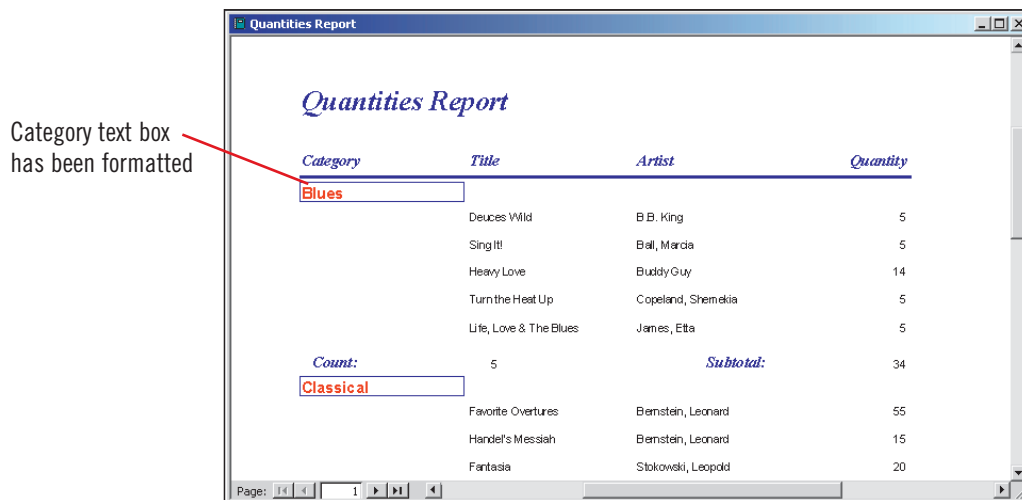 Quantities Report
Quantities Report
Category text box
has been formatted
Category Title Artist Quantity
Blues
Deuces Wild B.B. King 5
Sing It! Ball, Marcia 5
Heavy Love Buddy Guy 14
Turn the Heat Up Copeland, Shemekia 5
Life, Love & The Blues James, Etta 5
Count: 5 Subtotal: 34
Classical
Favorite Overtures Bernstein, Leonard 55
Handel's Messiah Bernstein, Leonard 15
Fantasia Stokowski, Leopold 20
Page: 1